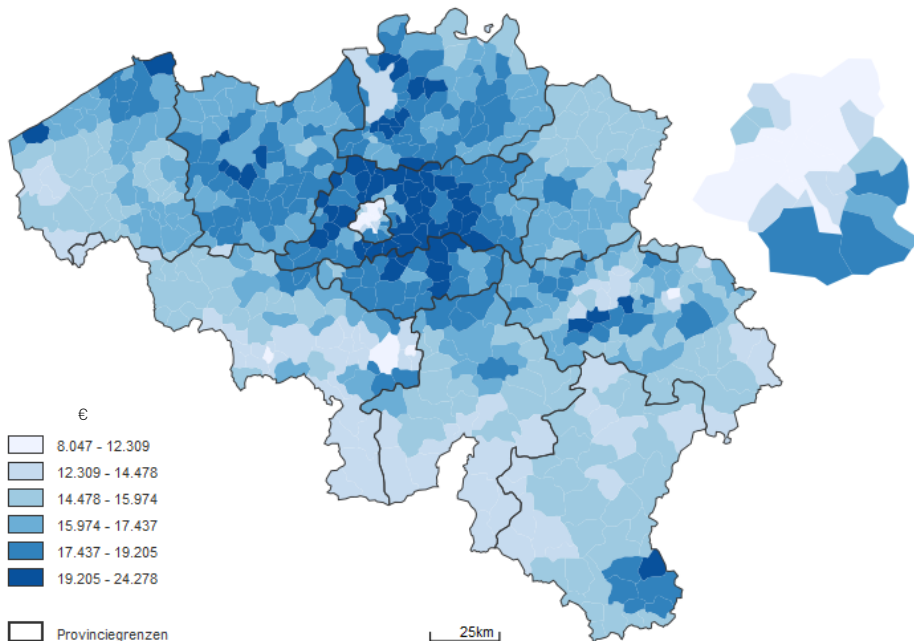 €
8.047 - 12.309
12.309 - 14.478
14.478 - 15.974
15.974 - 17.437
17.437 - 19.205
19.205 - 24.278
Provinciegrenzen
25km